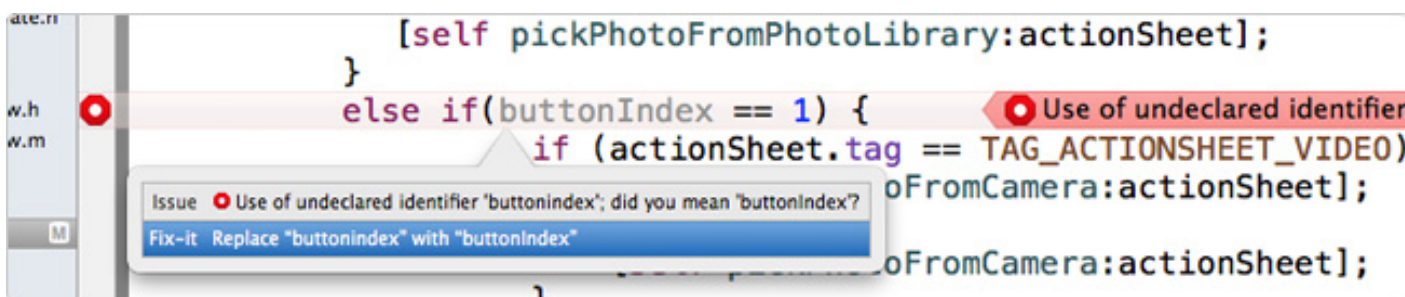 ate.h
[self pickPhotoFromPhotoLibrary:actionSheet];
}
w.h
else if(buttonIndex == 1) {
Use of undeclared identifier
w.m
if (actionSheet.tag == TAG_ACTIONSHEET_VIDEO)
otoFromCamera:actionSheet];
Issue Use of undeclared identifier 'buttonindex'; did you mean 'buttonIndex'?
M
Fix-it Replace "buttonindex" with "buttonIndex"
oFromCamera:actionSheet];
}